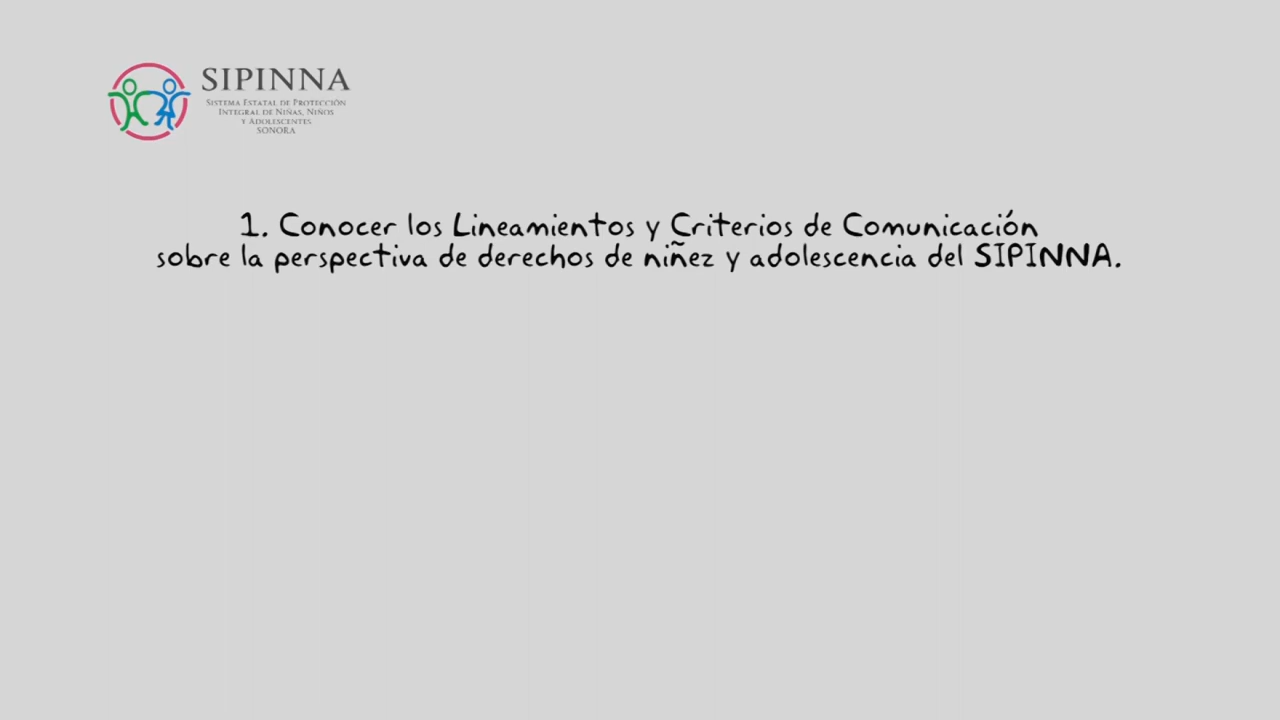 SIPINNA
SISTEMA ESTATAL DE PROTECCIÓN
INTEGRAL DE NIÑAS, NIÑOS
Y ADOLESCENTES
SONORA
1. Conocer los Lineamientos y Criterios de Comunicación
sobre la perspectiva de derechos de niñez y adolescencia del SIPINNA.